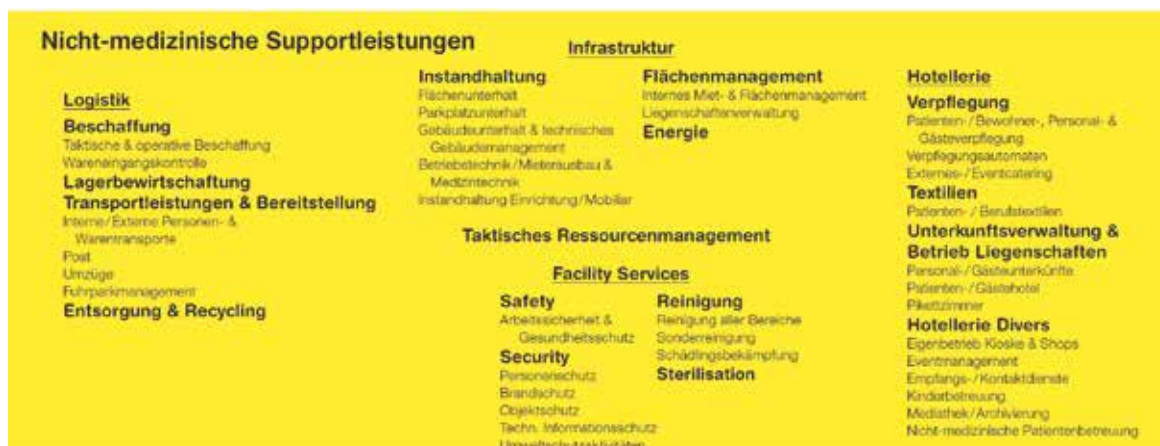 Nicht-medizinische Supportleistungen
Logistik
Beschaffung
Taktische & operative Beschaffung
Wareneingangskontrolle
Lagerbewirtschaftung
Transportleistungen & Bereitstellung
Interne/Externe Personen- &
Warentransporte
Post
Umzüge
Fuhrparkmanagement
Entsorgung & Recycling
Infrastruktur
Instandhaltung
Flächenunterhalt
Parkplatzunterhalt
Gebäudeunterhalt & technisches
Gebäudemanagement
Betriebstechnik/Mieterausbau &
Medizintechnik
Instandhaltung Einrichtung/Mobiliar
Flächenmanagement
Internes Miet- & Flächenmanagement
Liegenschaftenverwaltung
Energie
Taktisches Ressourcenmanagement
Facility Services
Safety
Arbeitssicherheit &
Gesundheitsschutz
Security
Personenschutz
Brandschutz
Objektschutz
Techn. Informationsschutz
Umweltschutzaktivitäten
Reinigung
Reinigung aller Bereiche
Sonderreinigung
Schädlingsbekämpfung
Sterilisation
Hotellerie
Verpflegung
Patienten-/Bewohner-, Personal- &
Gästeverpflegung
Verpflegungsautomaten
Externes-/Eventcatering
Textilien
Patienten-/Berufstextilien
Unterkunftsverwaltung &
Betrieb Liegenschaften
Personal-/Gästeunterkünfte
Patienten-/Gästehotel
Pikettzimmer
Hotellerie Divers
Eigenbetrieb Kioske & Shops
Eventmanagement
Empfangs-/Kontaktdienste
Kinderbetreuung
Mediathek/Archivierung
Nicht-medizinische Patientenbetreuung